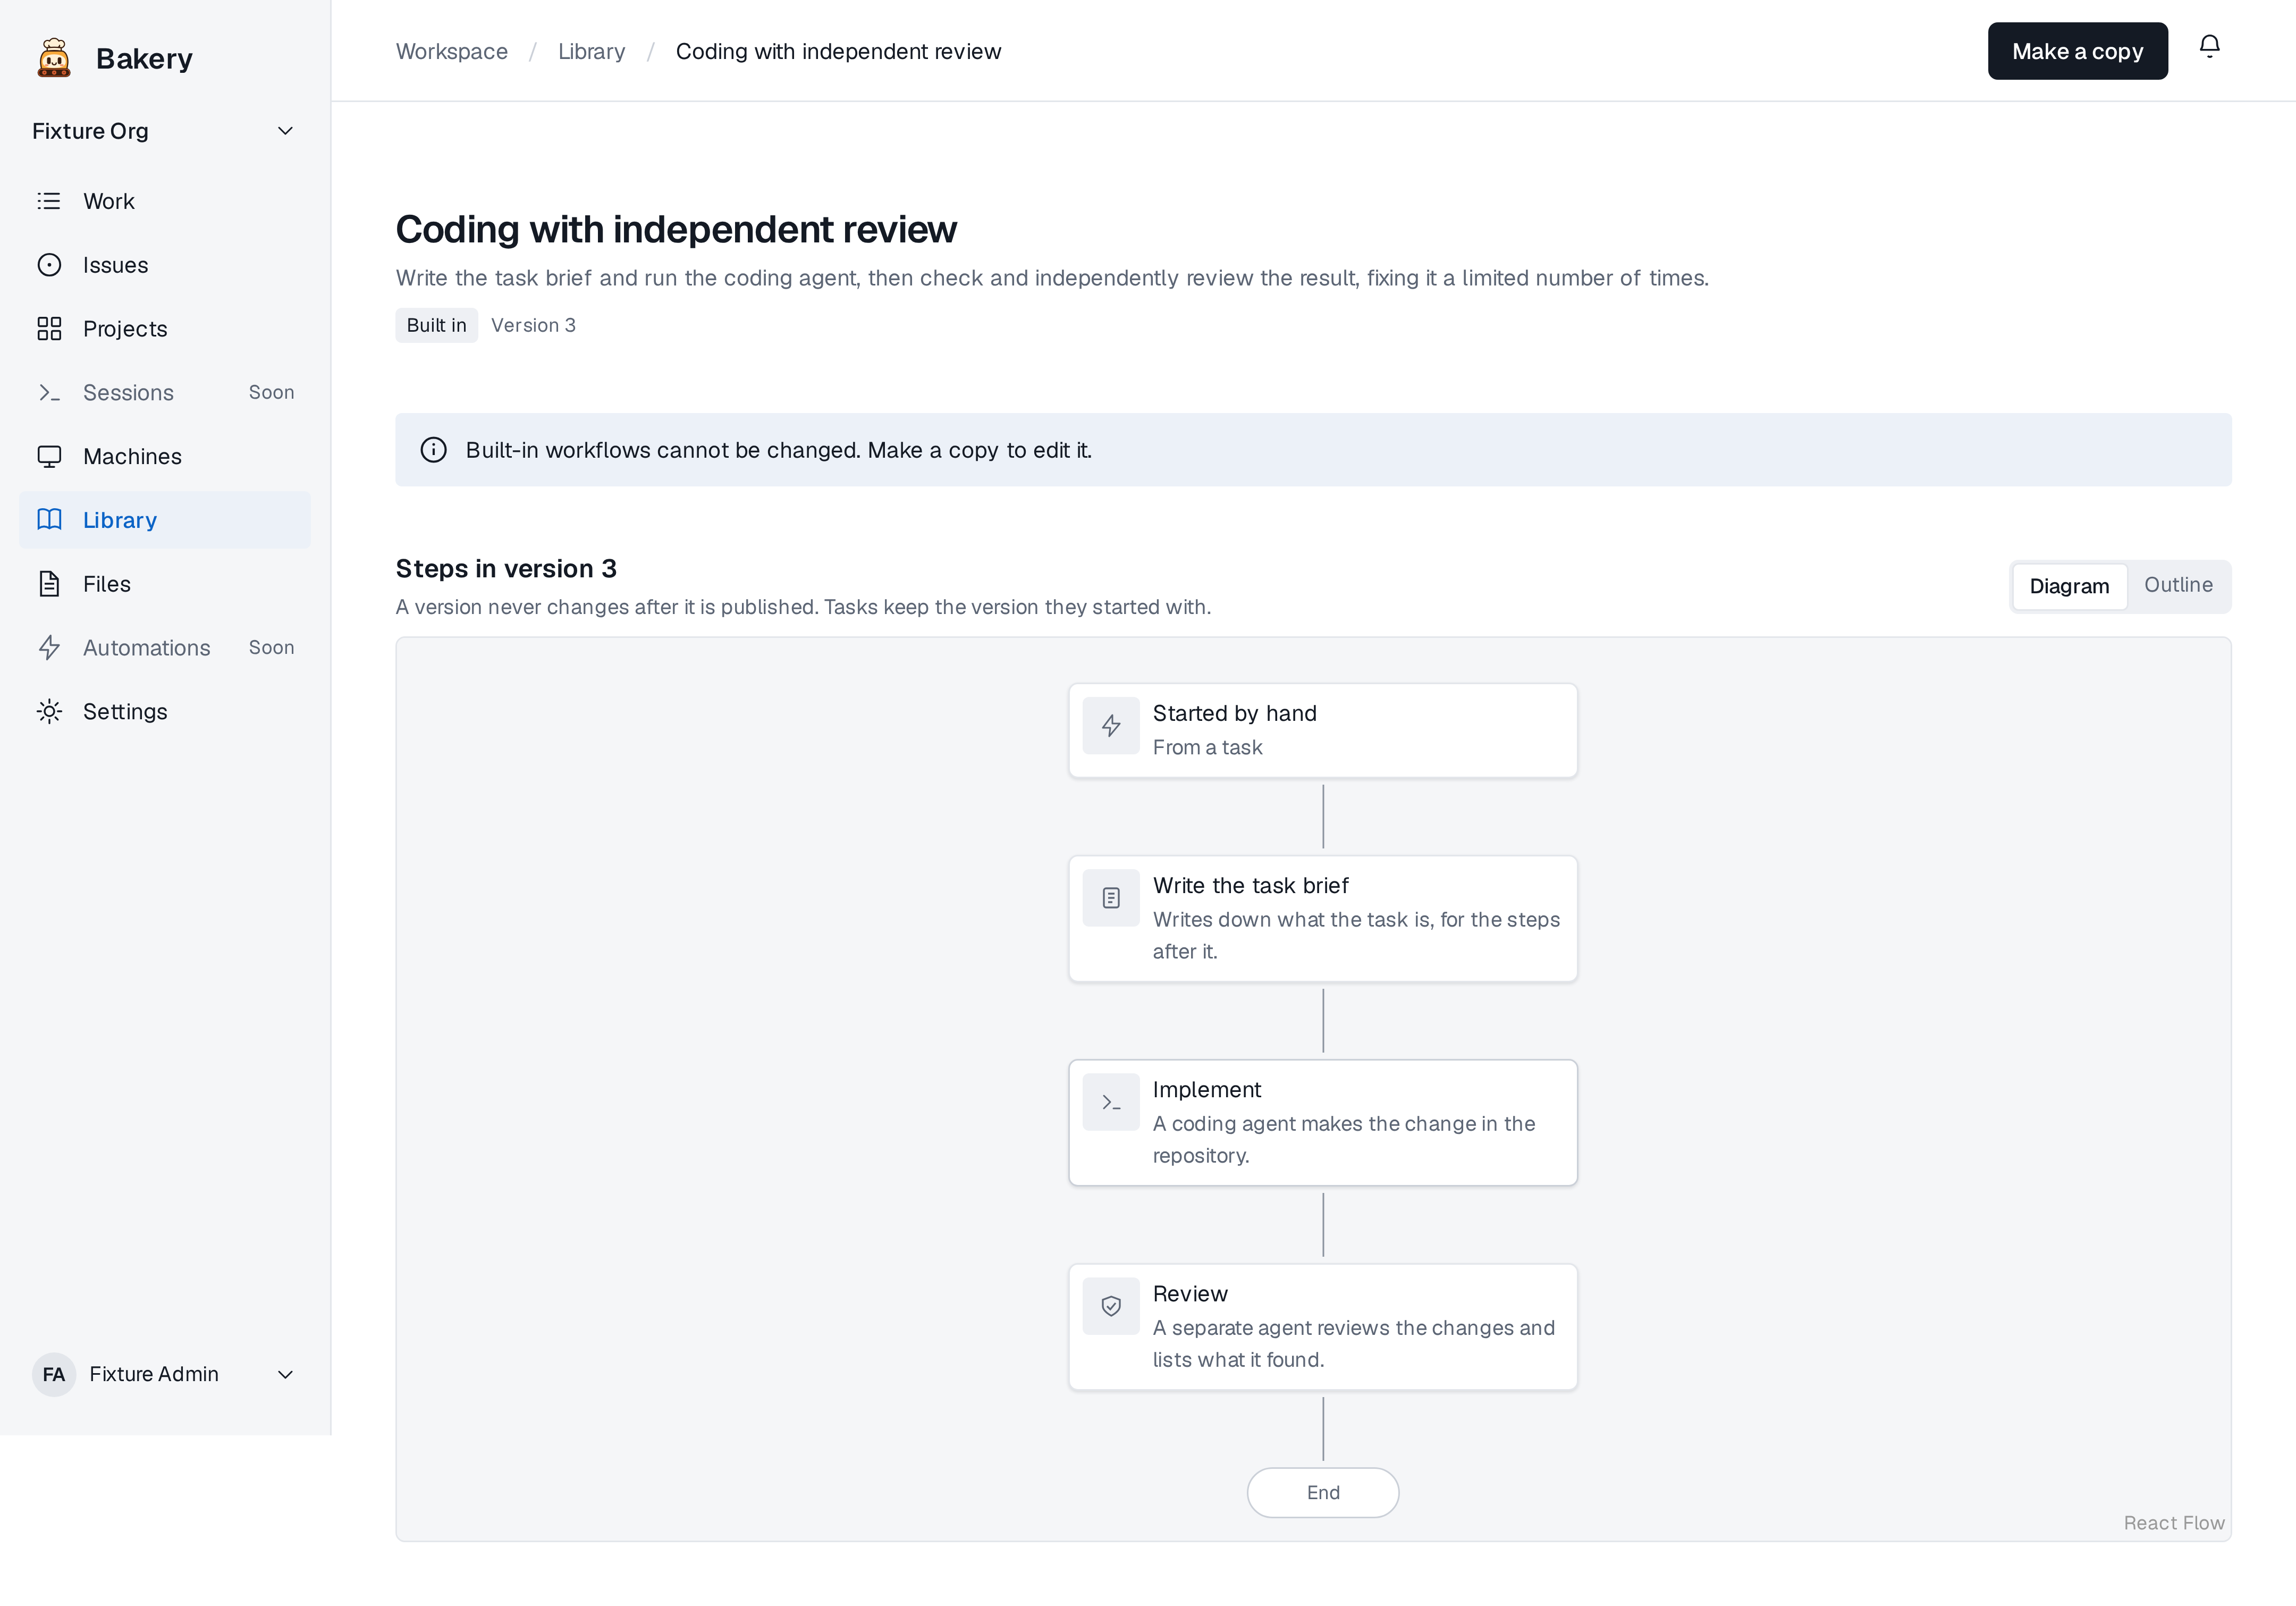 Bakery
Fixture Org
Work
Issues
Projects
Sessions Soon
Machines
Library
Files
Automations Soon
Settings
FA Fixture Admin
Workspace / Library / Coding with independent review
Make a copy
Coding with independent review
Write the task brief and run the coding agent, then check and independently review the result, fixing it a limited number of times.
Built in Version 3
Built-in workflows cannot be changed. Make a copy to edit it.
Steps in version 3
A version never changes after it is published. Tasks keep the version they started with.
Diagram Outline
Started by hand
From a task
Write the task brief
Writes down what the task is, for the steps
after it.
Implement
A coding agent makes the change in the
repository.
Review
A separate agent reviews the changes and
lists what it found.
End
React Flow